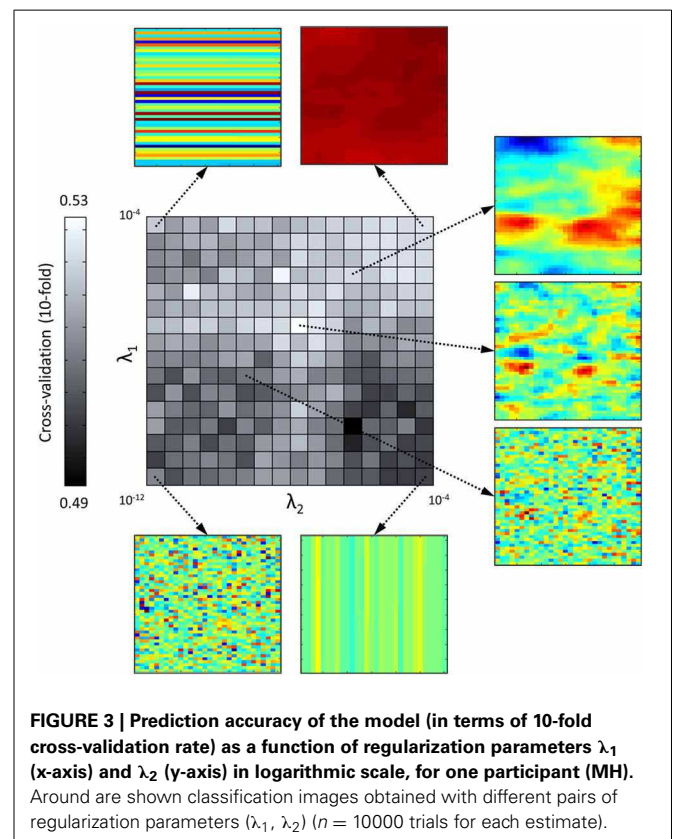 0.53
Cross-validation (10-fold)
0.49
10-4
λ1
10-12
λ2
10-4
FIGURE 3 | Prediction accuracy of the model (in terms of 10-fold
cross-validation rate) as a function of regularization parameters λ1
(x-axis) and λ2 (y-axis) in logarithmic scale, for one participant (MH).
Around are shown classification images obtained with different pairs of
regularization parameters (λ1, λ2) (n = 10000 trials for each estimate).